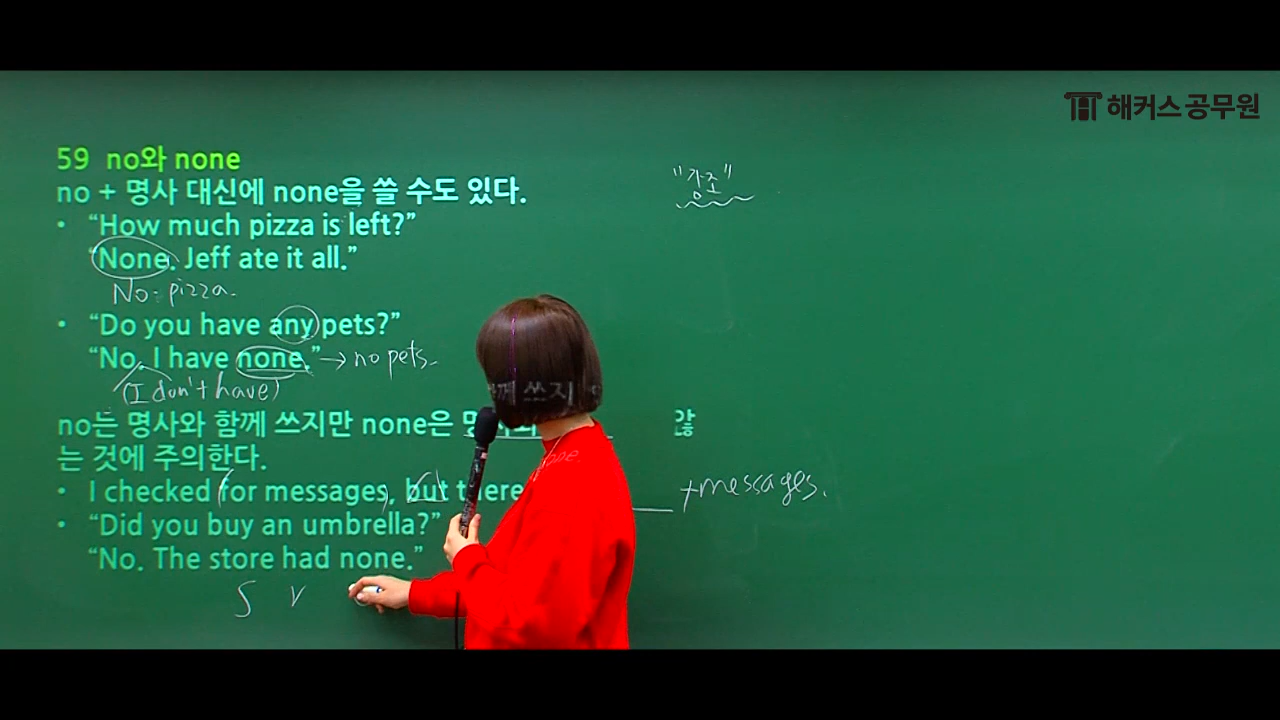 해커스 공무원
59 no와 none
"강조"
no + 명사 대신에 none을 쓸 수도 있다.
• “How much pizza is left?”
“None. Jeff ate it all.”
No. pizza.
• “Do you have any pets?”
“No. I have none.” → no pets.
(I don't have)
no는 명사와 함께 쓰지만 none은 않
는 것에 주의한다.
• I checked for messages, but there + messages.
• “Did you buy an umbrella?”
“No. The store had none.”
S V